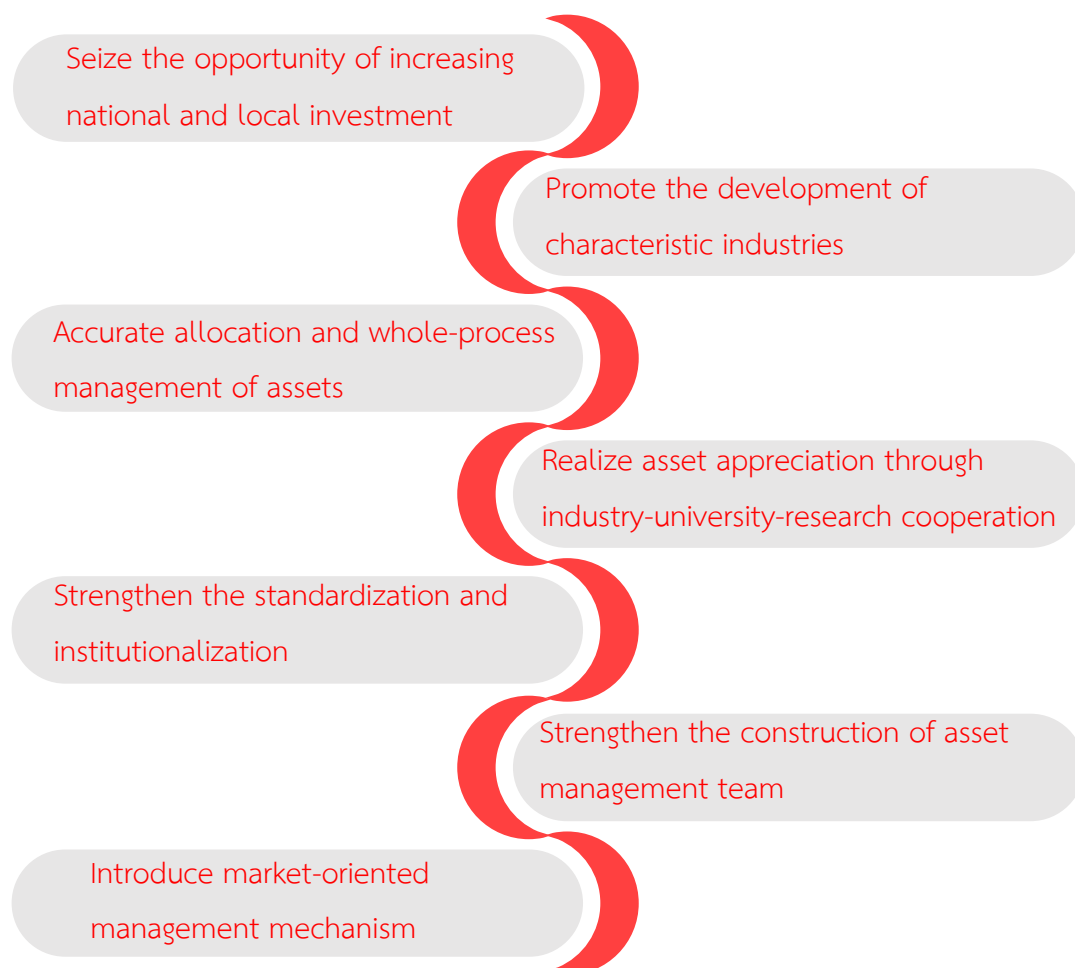 Seize the opportunity of increasing
national and local investment
Promote the development of
characteristic industries
Accurate allocation and whole-process
management of assets
Realize asset appreciation through
industry-university-research cooperation
Strengthen the standardization and
institutionalization
Strengthen the construction of asset
management team
Introduce market-oriented
management mechanism